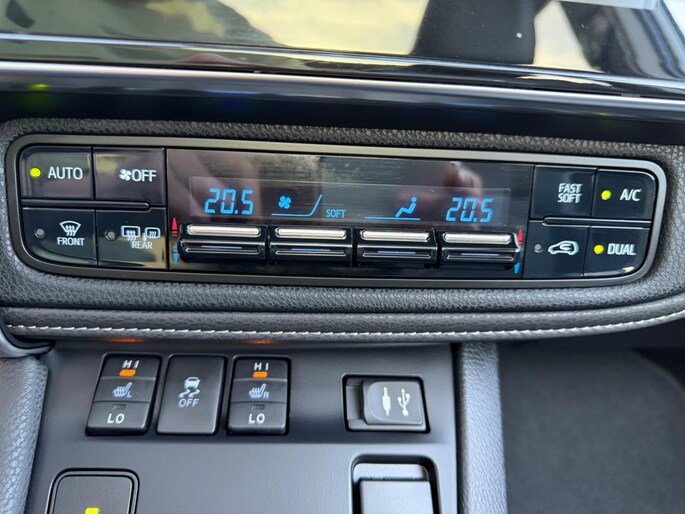 AUTO
OFF
FRONT
REAR
20.5
SOFT
20.5
FAST
SOFT
A/C
DUAL
HI
L
LO
OFF
HI
R
LO